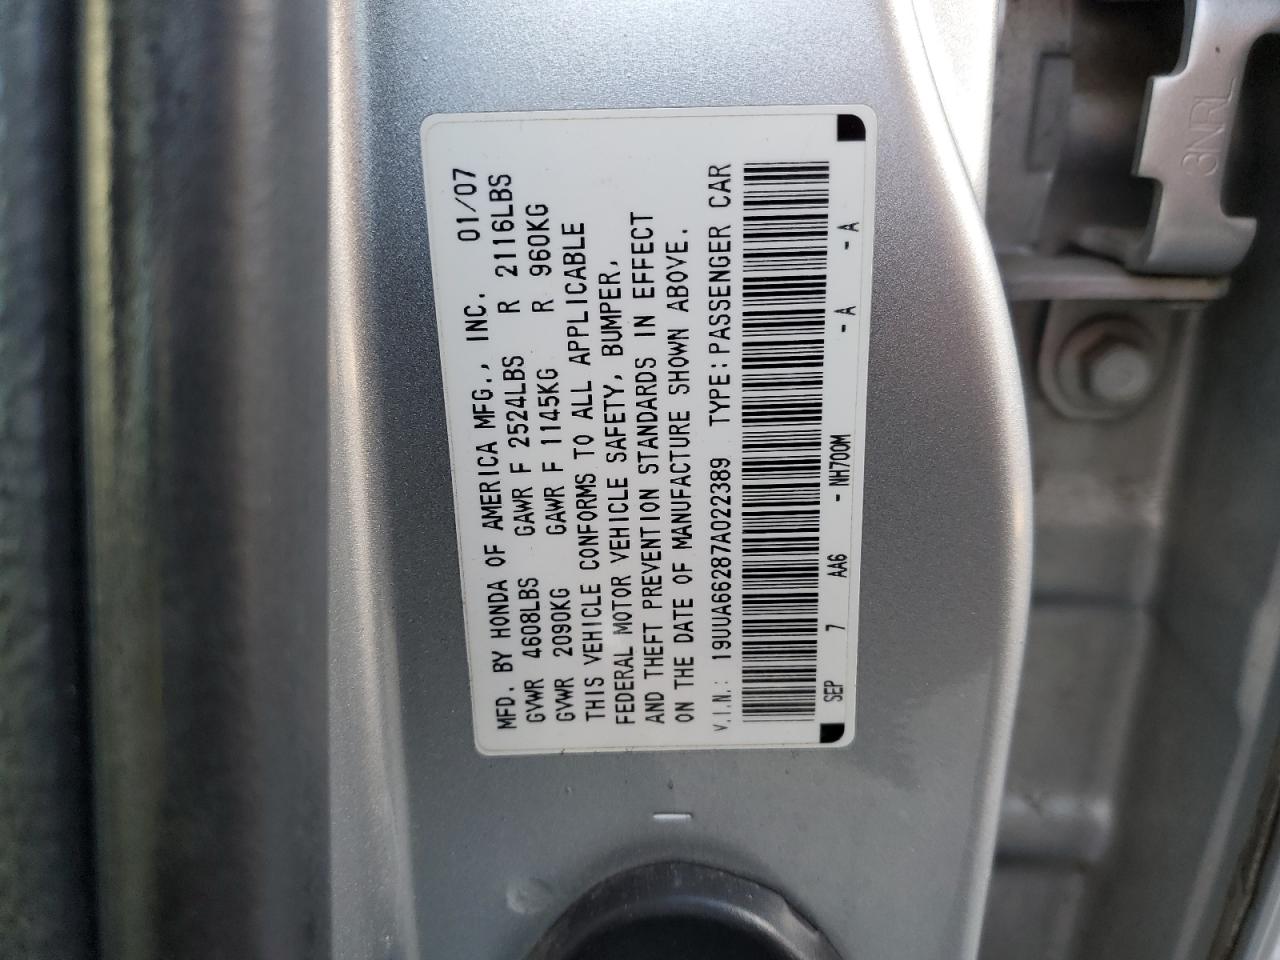 MFD. BY HONDA OF AMERICA MFG., INC. 01/07
GVWR 4608LBS GAWR F 2524LBS R 2116LBS
GVWR 2090KG GAWR F 1145KG R 960KG
THIS VEHICLE CONFORMS TO ALL APPLICABLE
FEDERAL MOTOR VEHICLE SAFETY, BUMPER,
AND THEFT PREVENTION STANDARDS IN EFFECT
ON THE DATE OF MANUFACTURE SHOWN ABOVE.
V.I.N.: 19UUA66287A022389 TYPE:PASSENGER CAR
SEP 7 AA6 - NH700M - A - A
3NRL